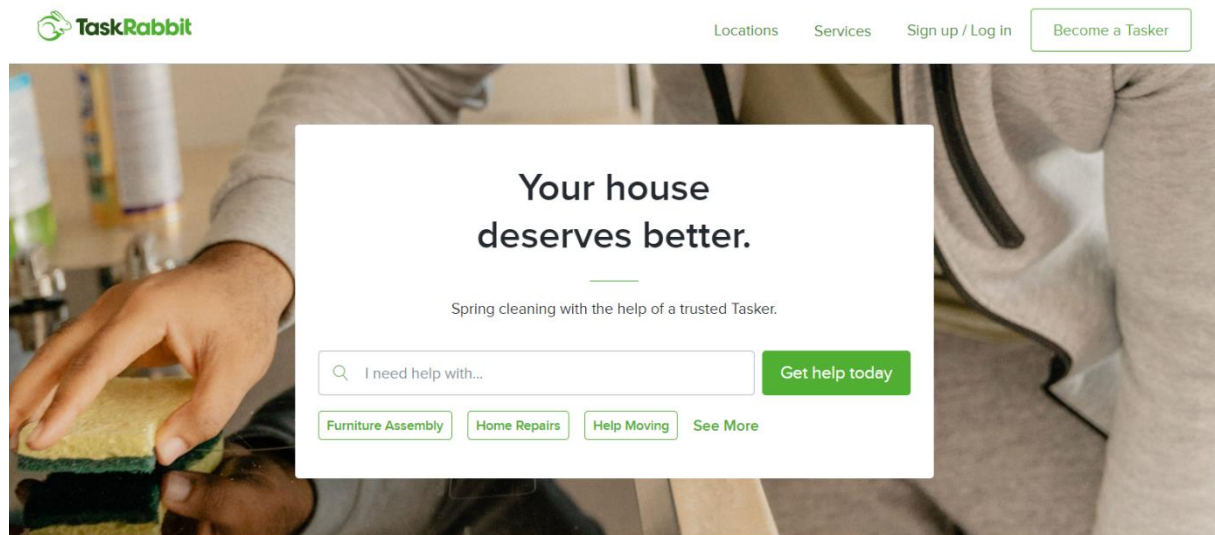 TaskRabbit
Locations Services Sign up / Log in Become a Tasker
Your house
deserves better.
Spring cleaning with the help of a trusted Tasker.
I need help with...
Get help today
Furniture Assembly Home Repairs Help Moving See More